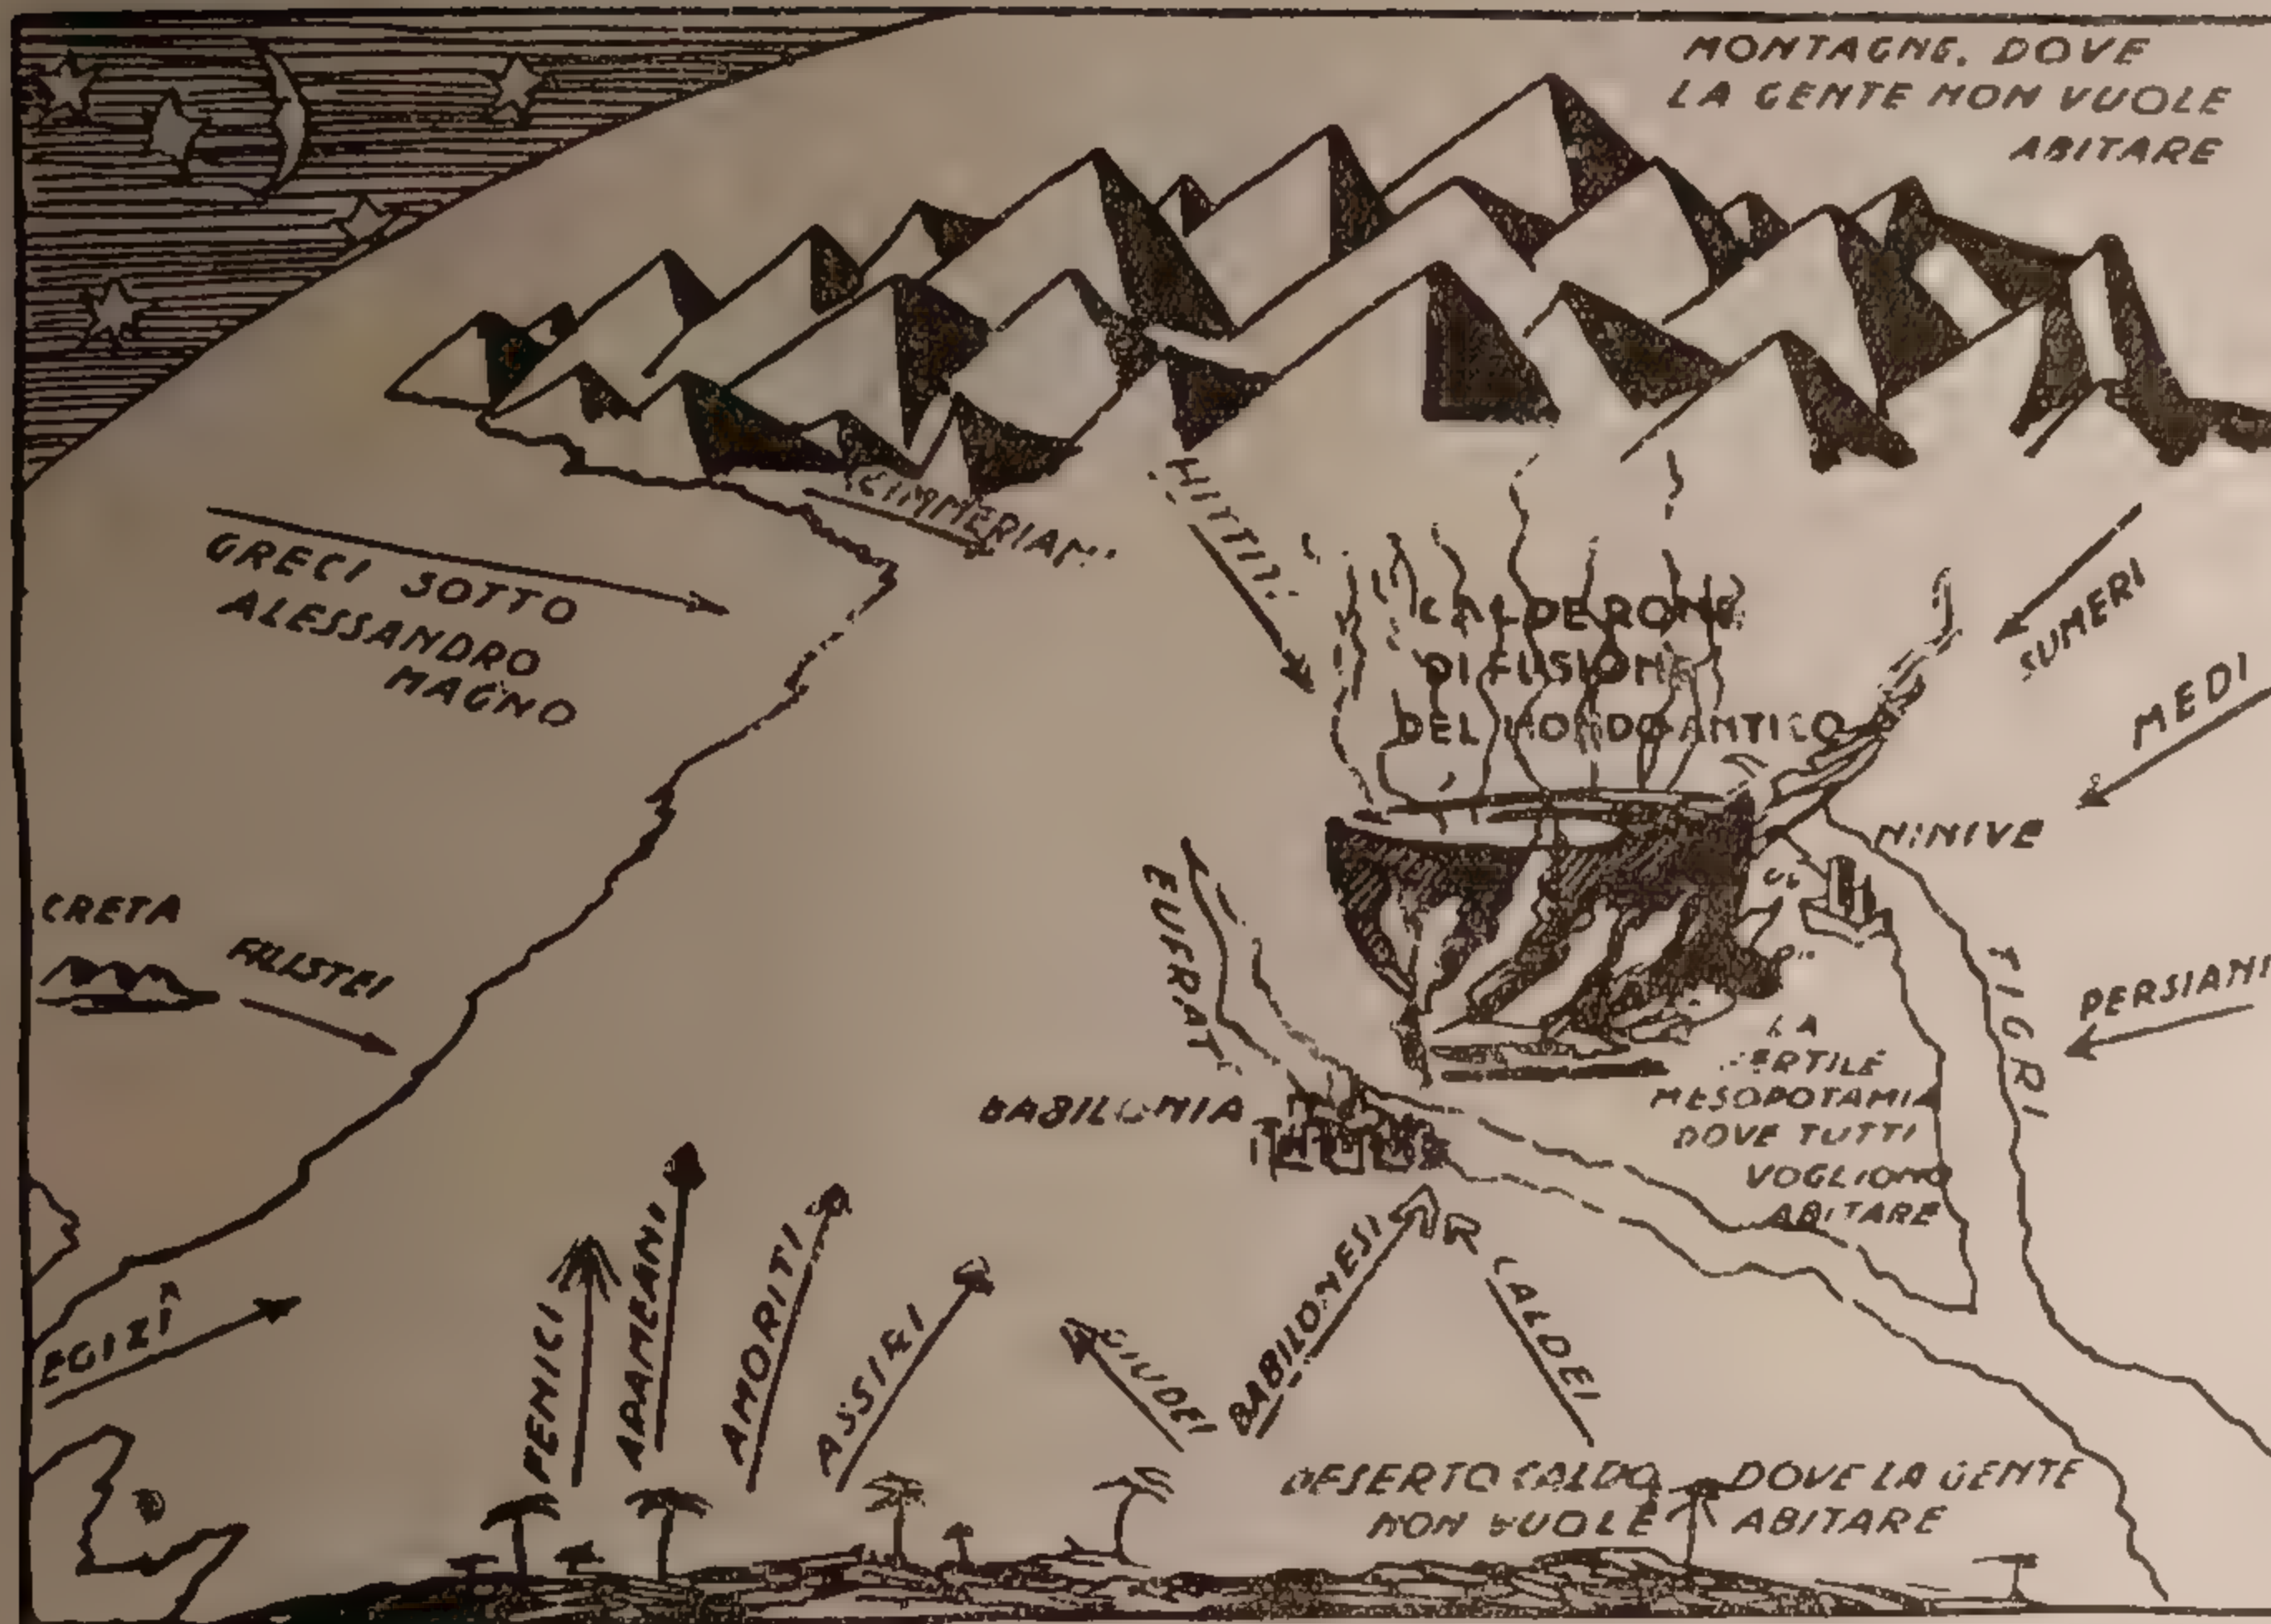 MONTAGNE, DOVE
LA GENTE NON VUOLE
ABITARE
CIMMERIANI
HITTITI
GRECI SOTTO
ALESSANDRO
MAGNO
CALDERONE
DI FUSIONE
DEL MONDO ANTICO
SUMERI
MEDI
NINIVE
CRETA
FILISTEI
EUFRATE
TIGRI
PERSIANI
LA
FERTILE
MESOPOTAMIA
DOVE TUTTI
VOGLIONO
ABITARE
BABILONIA
EGIZÎ
FENICI
ARAMEANI
AMORITI
ASSIRI
GIUDEI
BABILONESI
CALDEI
DESERTO CALDO DOVE LA GENTE
NON VUOLE ABITARE